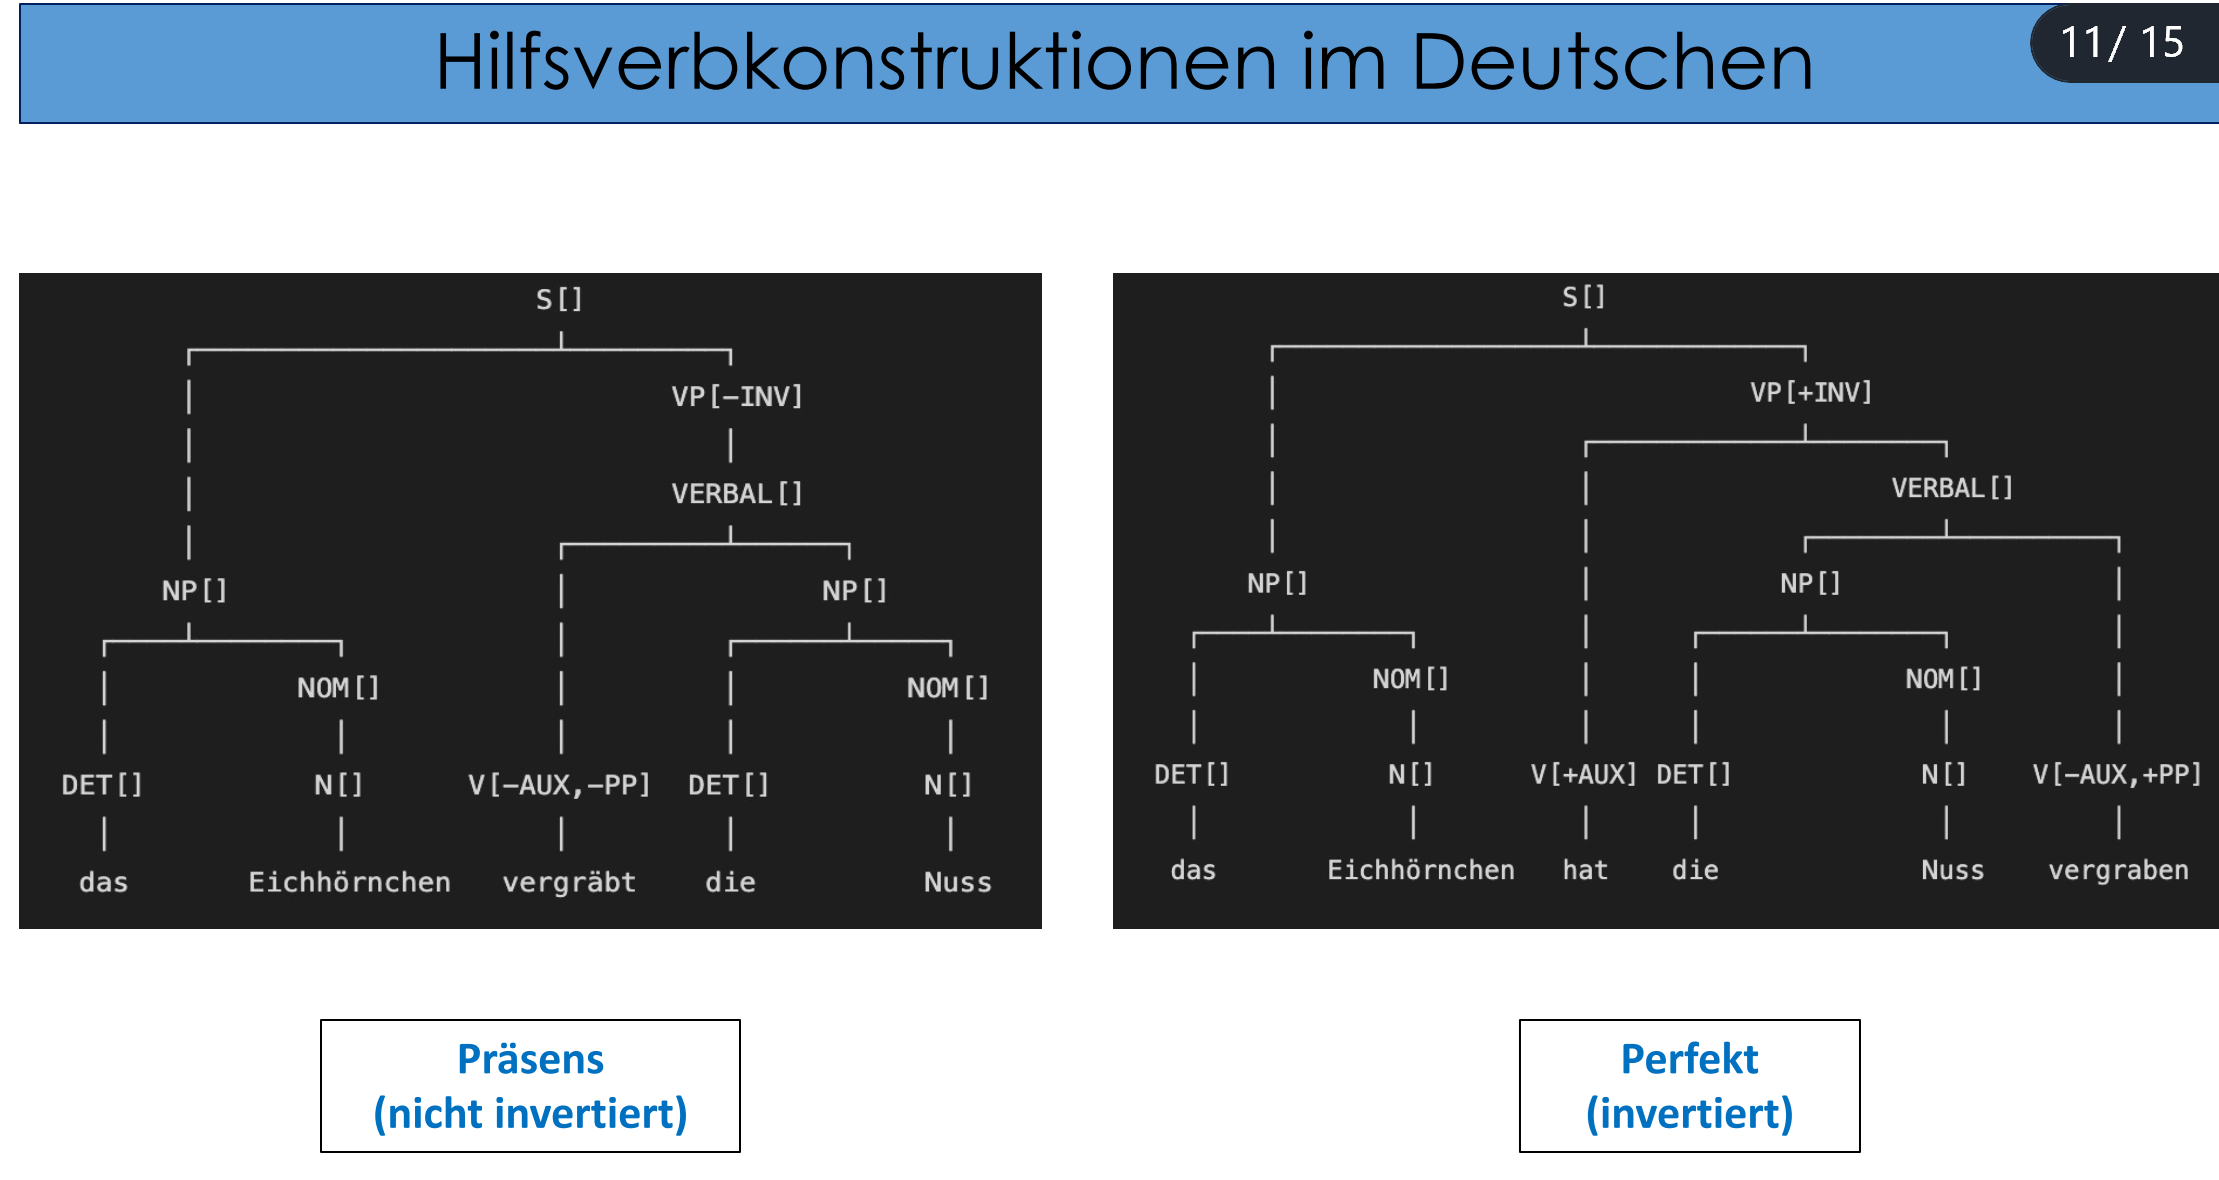 Hilfsverbkonstruktionen im Deutschen
11/ 15
S[]
VP[-INV]
VERBAL[]
NP[] NP[]
NOM[] NOM[]
DET[] N[] V[-AUX,-PP] DET[] N[]
das Eichhörnchen vergräbt die Nuss
S[]
VP[+INV]
VERBAL[]
NP[] NP[]
NOM[] NOM[]
DET[] N[] V[+AUX] DET[] N[] V[-AUX,+PP]
das Eichhörnchen hat die Nuss vergraben
Präsens
(nicht invertiert)
Perfekt
(invertiert)